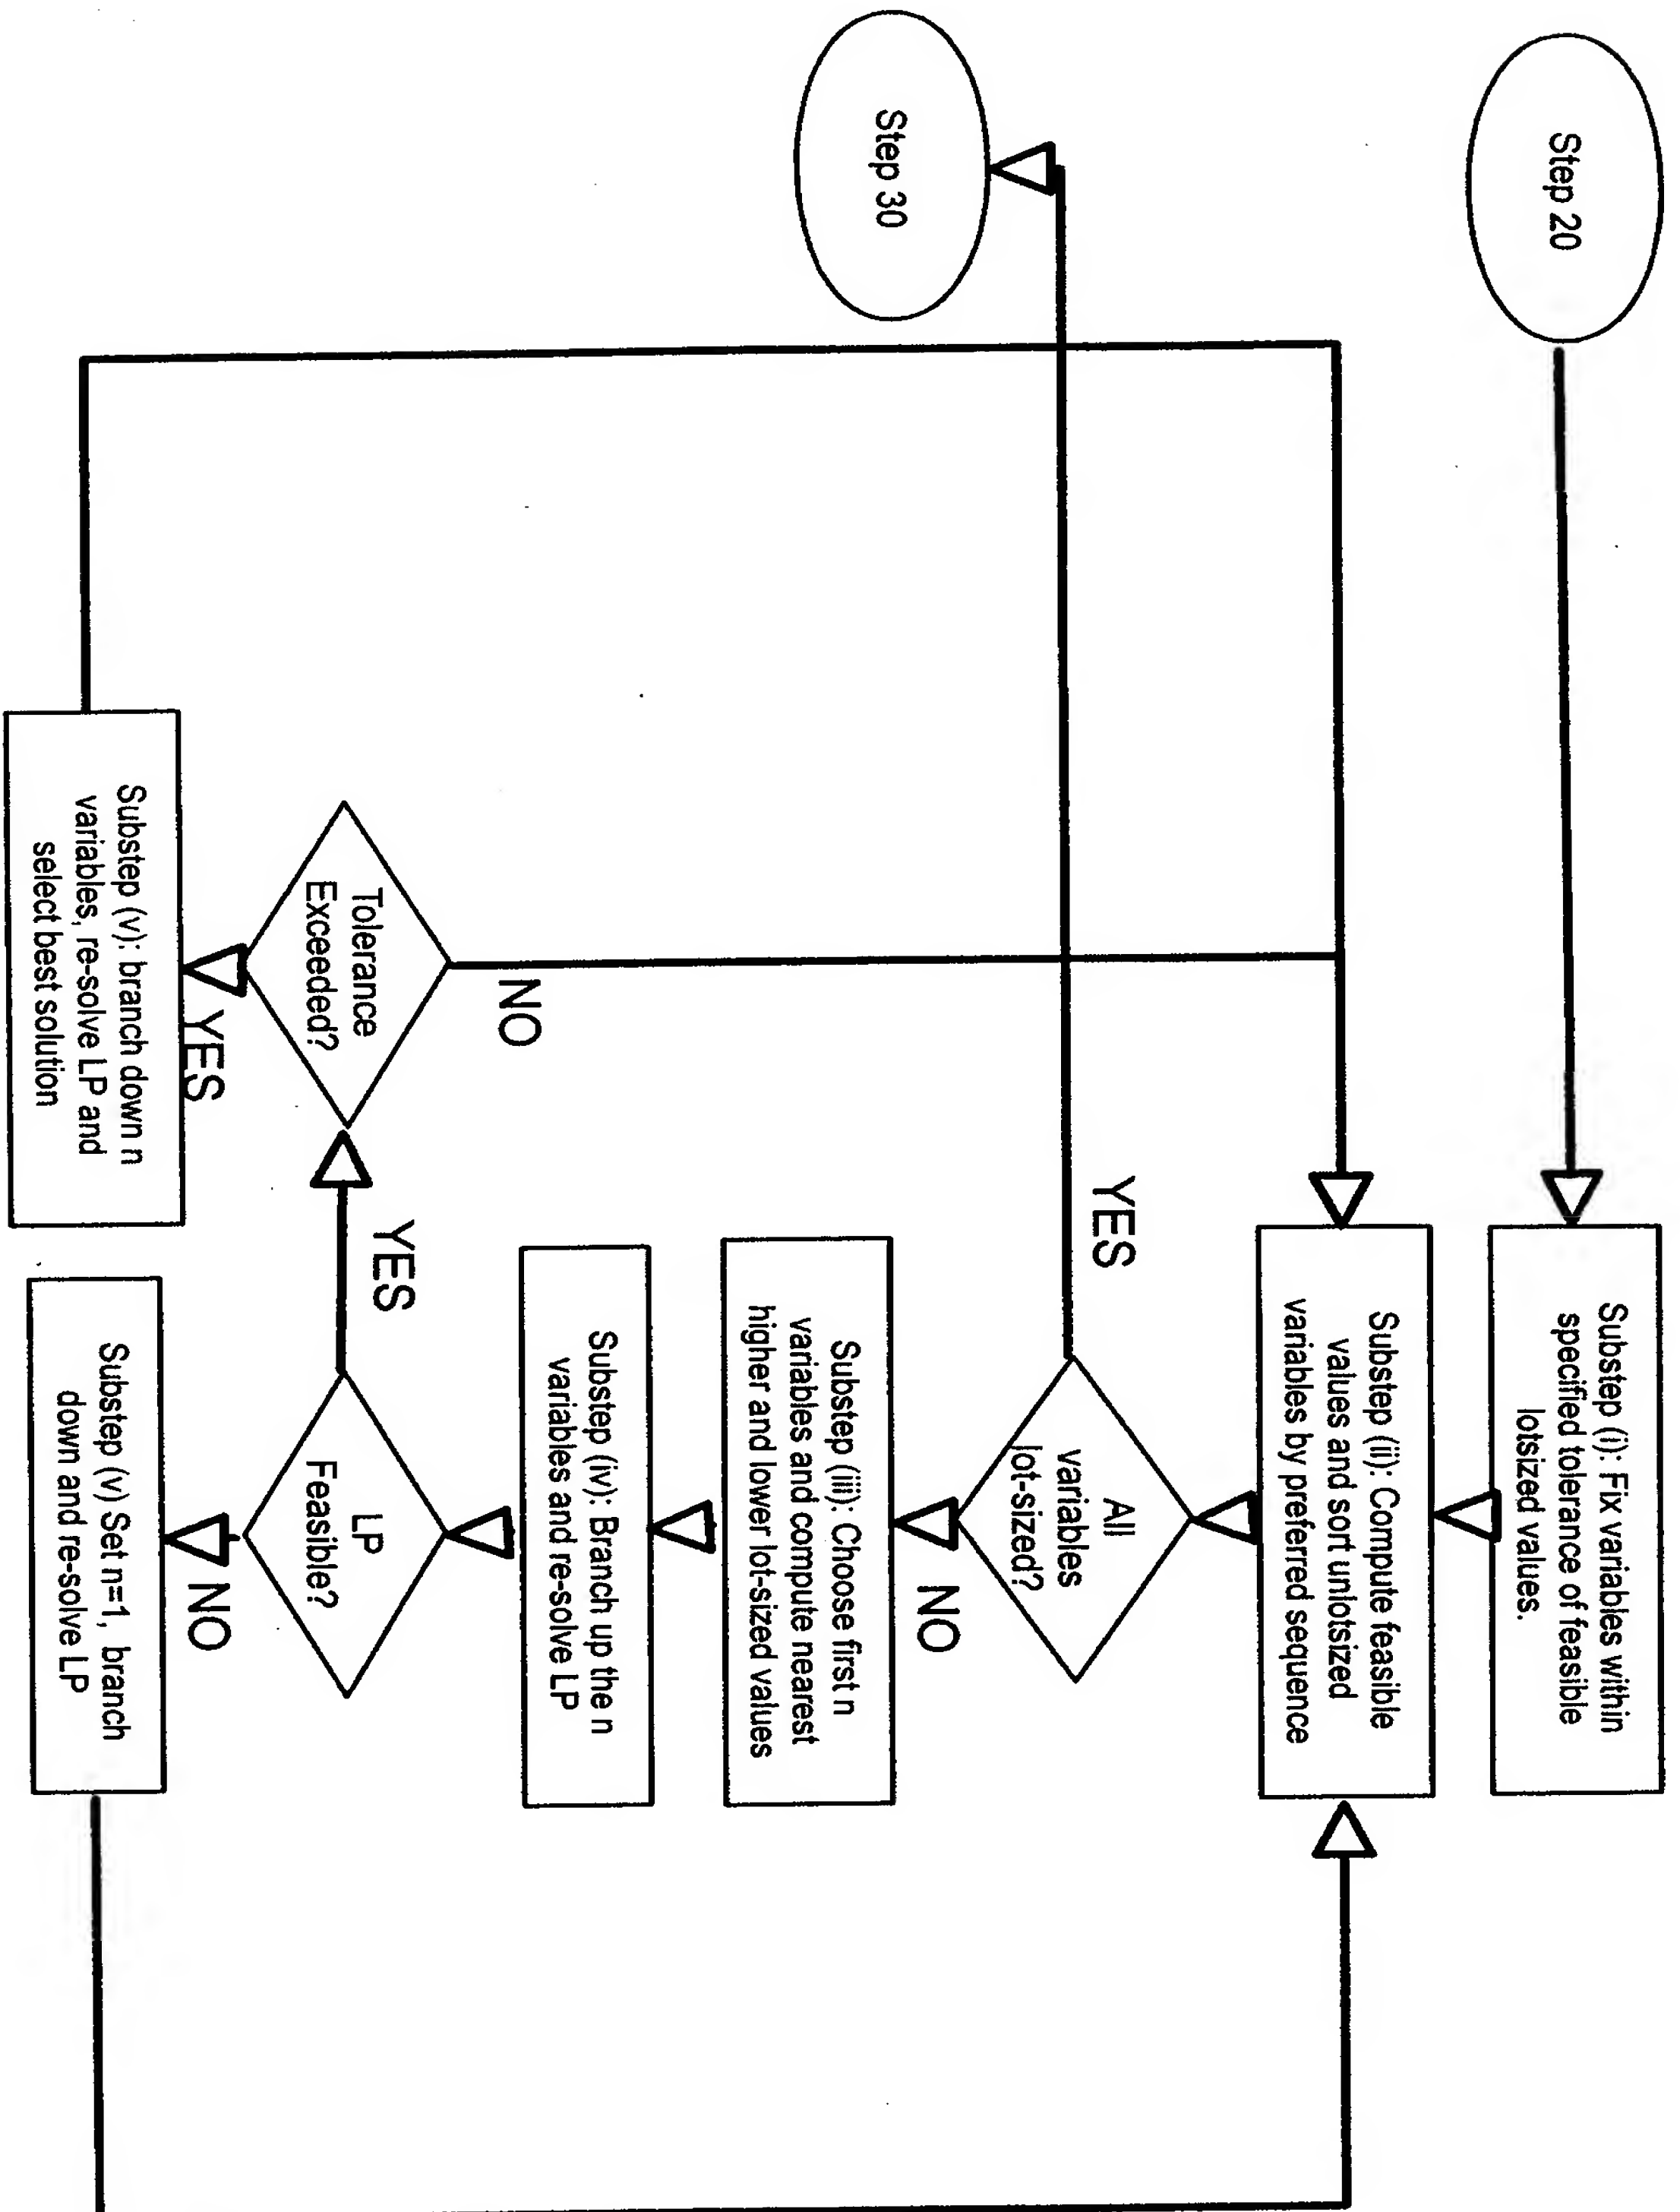 Step 20
Substep (i): Fix variables within
specified tolerance of feasible
lotsized values.
Substep (ii): Compute feasible
values and sort unlotsized
variables by preferred sequence
All
variables
lot-sized?
YES
NO
Step 30
Substep (iii): Choose first n
variables and compute nearest
higher and lower lot-sized values
Substep (iv): Branch up the n
variables and re-solve LP
LP
Feasible?
YES
NO
Tolerance
Exceeded?
NO
YES
Substep (v): branch down n
variables, re-solve LP and
select best solution
Substep (v) Set n=1, branch
down and re-solve LP